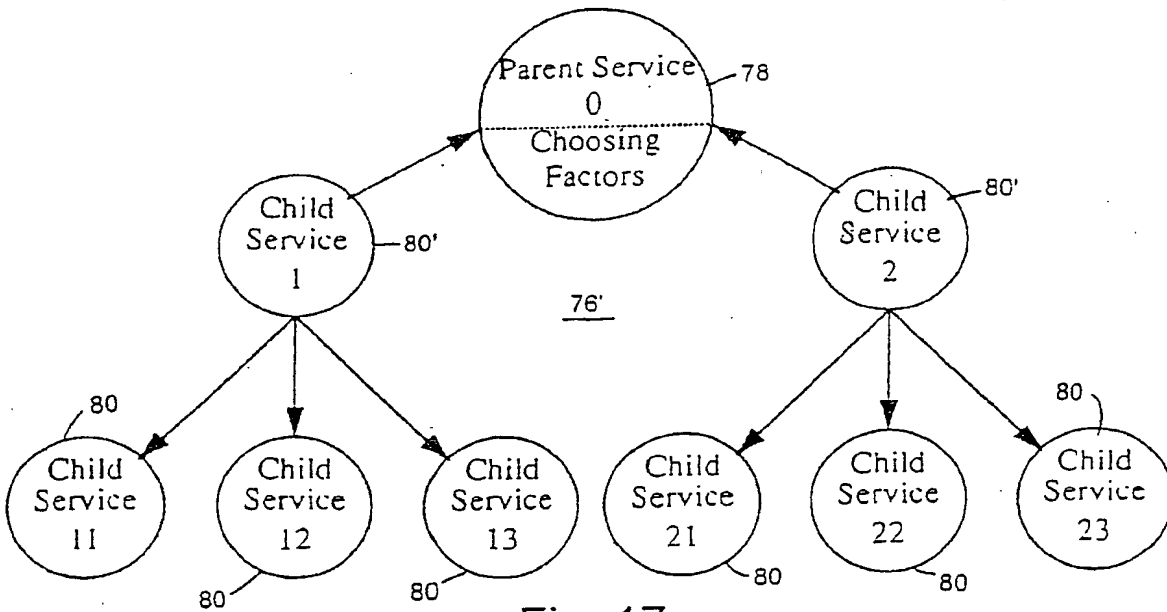 Parent Service
0
Choosing
Factors
78
Child
Service
1
80'
Child
Service
2
80'
76'
80
Child
Service
11
Child
Service
12
80
Child
Service
13
80
Child
Service
21
80
Child
Service
22
80
80
Child
Service
23